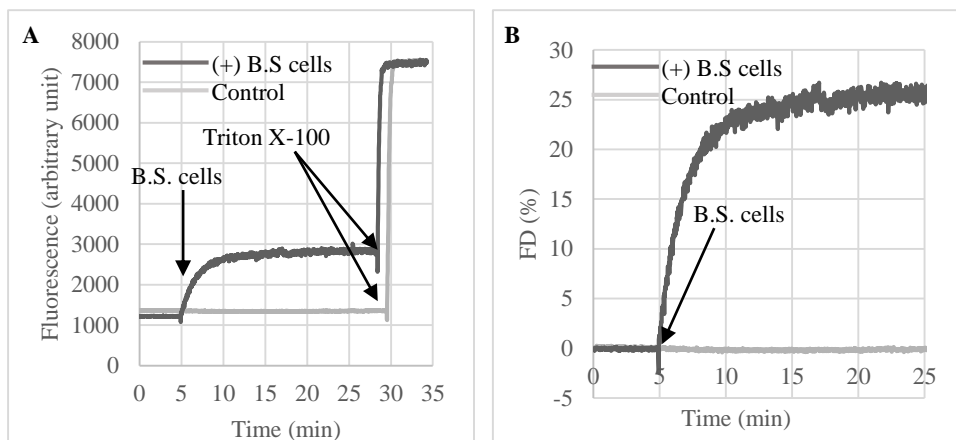 A
Fluorescence (arbitrary unit)
8000
7000
6000
5000
4000
3000
2000
1000
0
(+) B.S cells
Control
Triton X-100
B.S. cells
0 5 10 15 20 25 30 35
Time (min)
B
FD (%)
30
25
20
15
10
5
0
-5
(+) B.S cells
Control
B.S. cells
0 5 10 15 20 25
Time (min)